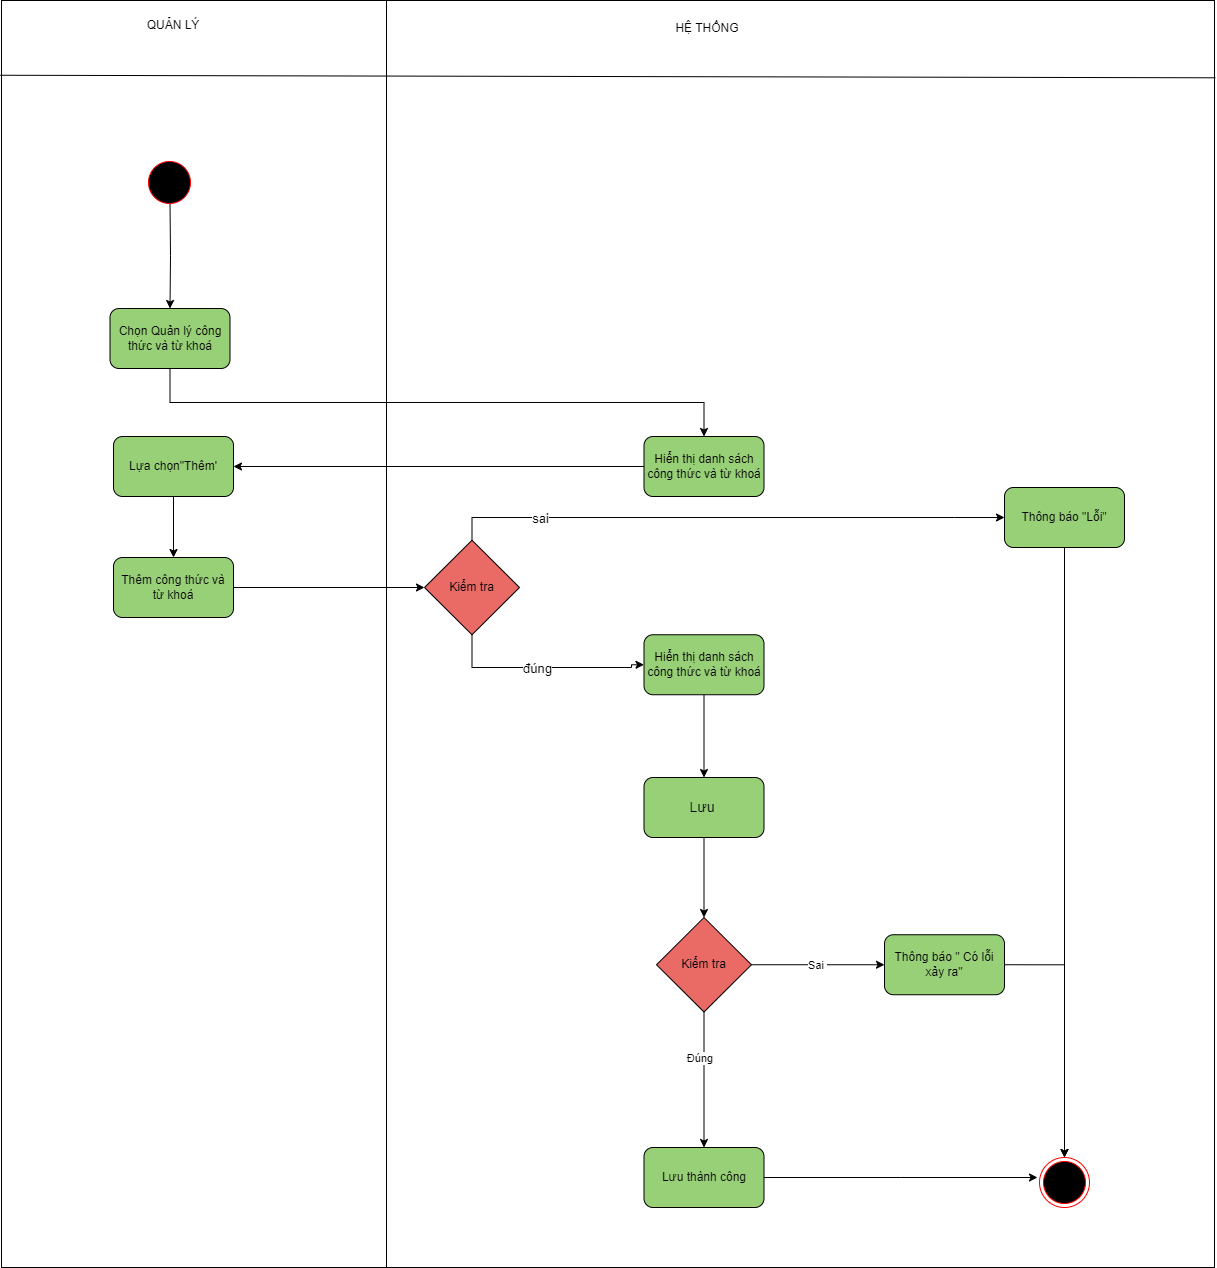 QUẢN LÝ
HỆ THỐNG
Chọn Quản lý công
thức và từ khoá
Lựa chọn"Thêm'
Hiển thị danh sách
công thức và từ khoá
sai
Thông báo "Lỗi"
Thêm công thức và
từ khoá
Kiểm tra
đúng
Hiển thị danh sách
công thức và từ khoá
Lưu
Kiểm tra
Sai
Thông báo " Có lỗi
xảy ra"
Đúng
Lưu thành công